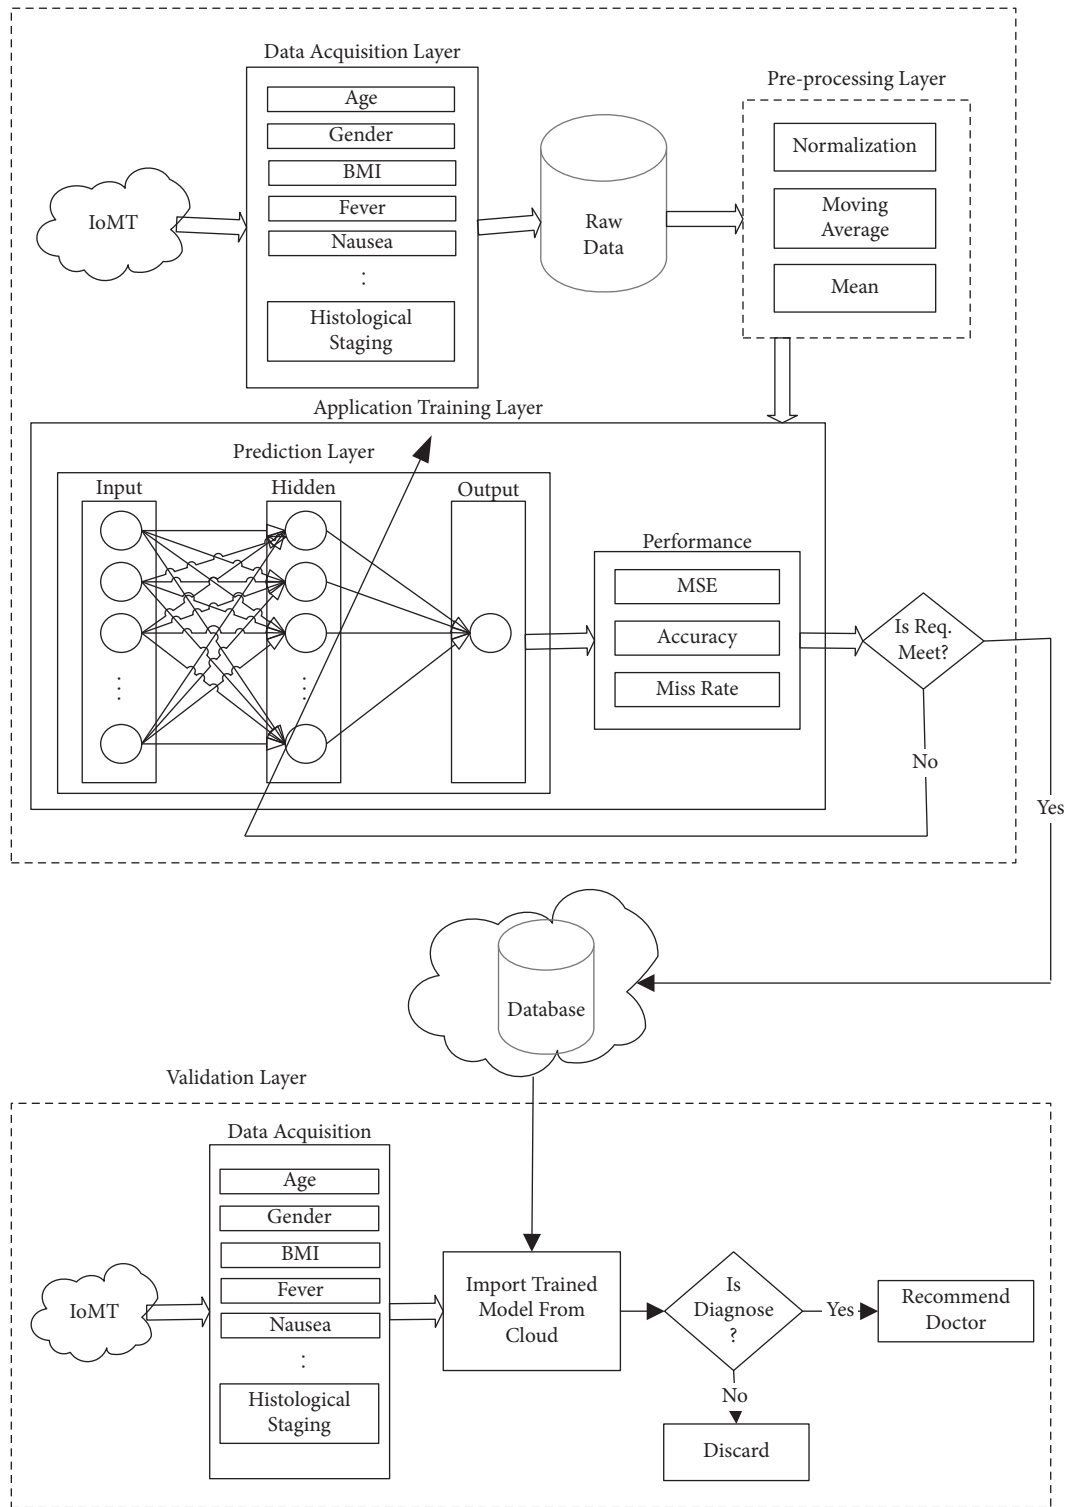 Data Acquisition Layer
Age
Gender
BMI
Fever
Nausea
:
Histological
Staging
IoMT
Raw
Data
Pre-processing Layer
Normalization
Moving
Average
Mean
Application Training Layer
Prediction Layer
Input
Hidden
Output
Performance
MSE
Accuracy
Miss Rate
Is Req.
Meet?
No
Yes
Database
Validation Layer
Data Acquisition
Age
Gender
BMI
Fever
Nausea
:
Histological
Staging
IoMT
Import Trained
Model From
Cloud
Is
Diagnose
?
Yes
Recommend
Doctor
No
Discard